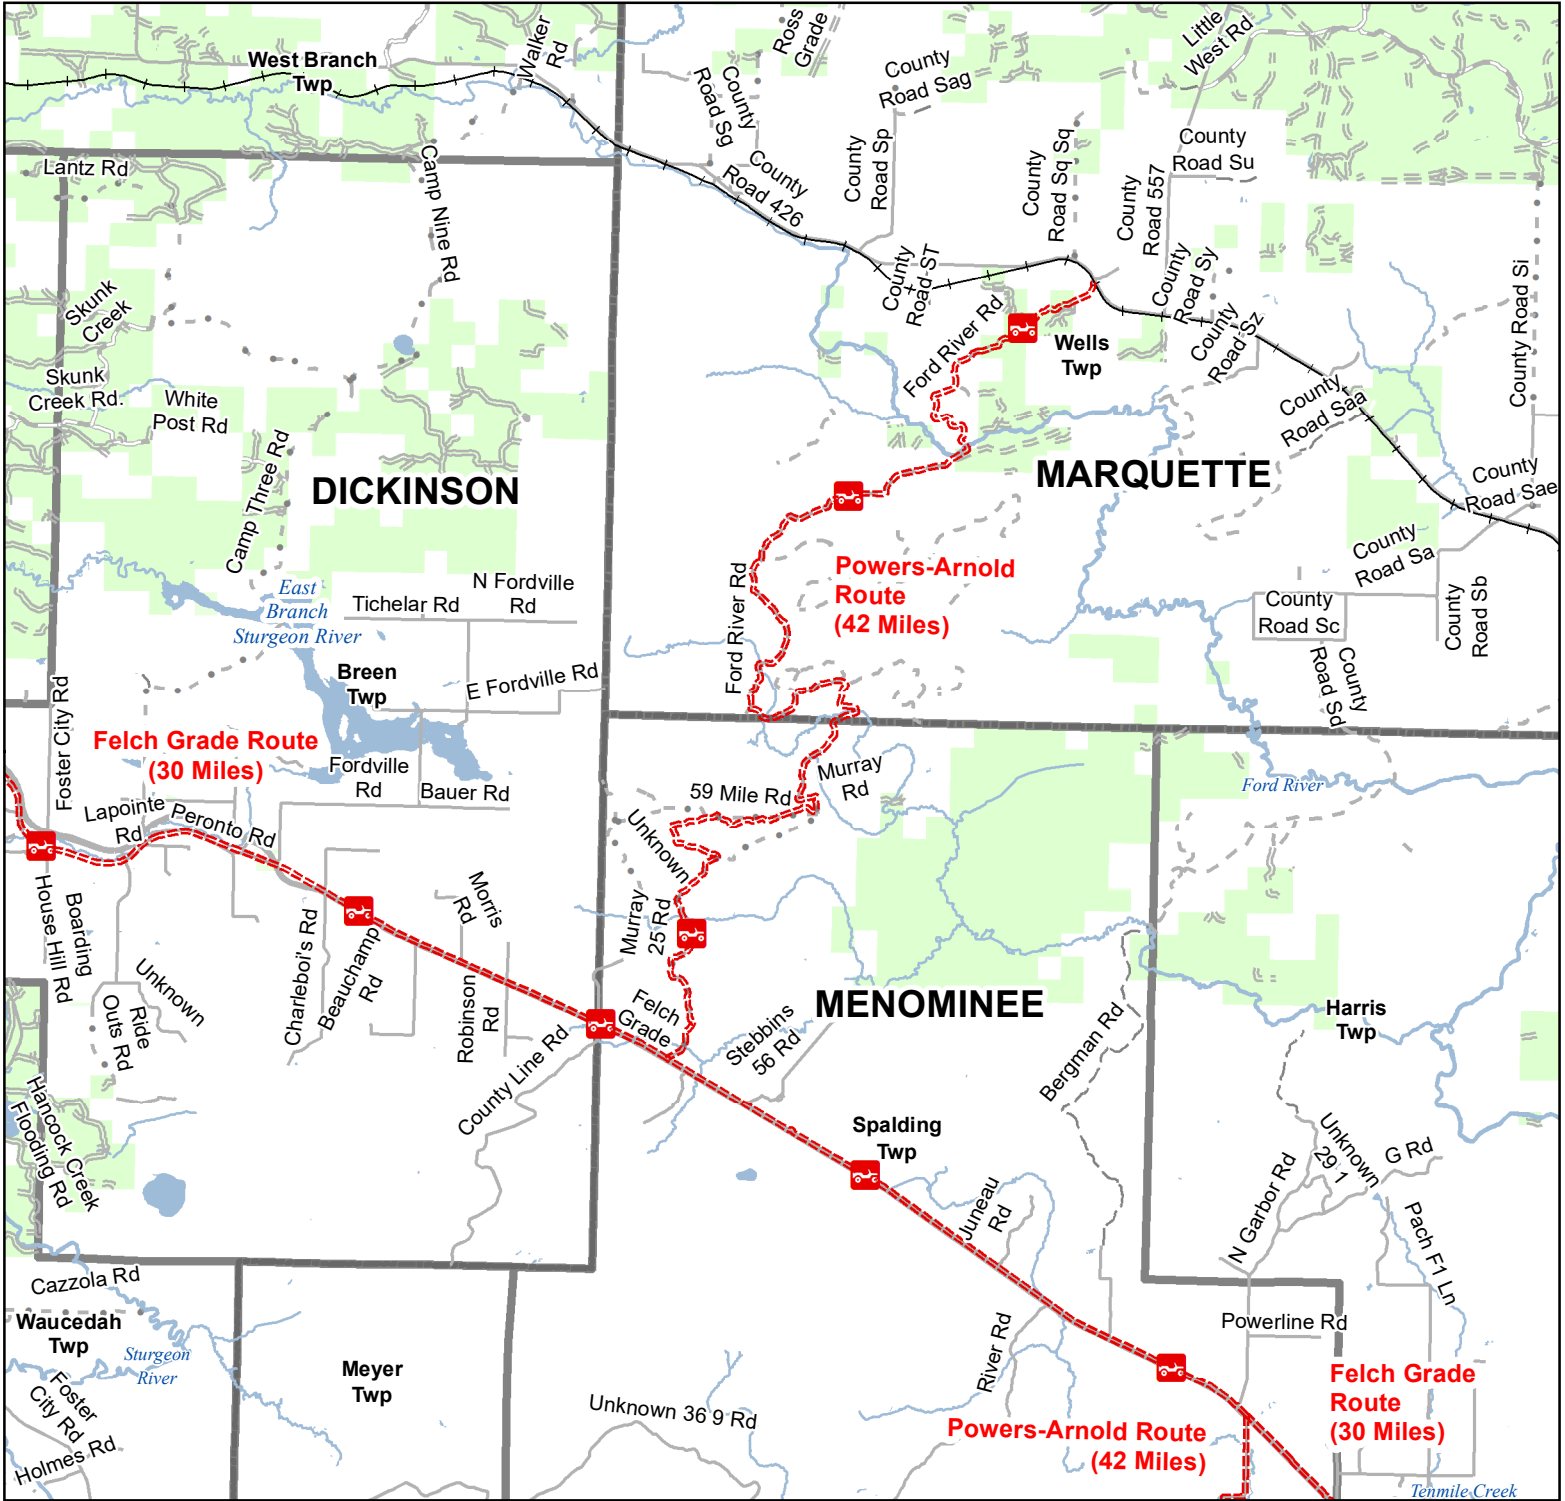 West Branch
Twp
Walker
Rd
Ross
Grade
Little
West Rd
County
Road Sg
County
Road Sag
County
Road Sp
County
Road 426
County
Road Sq Sq
County
Road 557
County
Road Su
Lantz Rd
Camp Nine Rd
County
Road ST
County
Road Sy
County
Road Sz
County Road Si
Skunk
Creek
Skunk
Creek Rd.
White
Post Rd
Ford River Rd
Wells
Twp
County
Road Saa
Camp Three Rd
DICKINSON
MARQUETTE
County
Road Sae
County
Road Sa
East
Branch
Sturgeon River
N Fordville
Rd
Tichelar Rd
Ford River Rd
Powers-Arnold
Route
(42 Miles)
County
Road Sc
County
Road Sb
County
Road Sd
Breen
Twp
E Fordville Rd
Foster City Rd
Felch Grade Route
(30 Miles)
Fordville
Rd
Bauer Rd
Lapointe
Rd
Peronto Rd
59 Mile Rd
Murray
Rd
Ford River
Unknown
Boarding
House Hill Rd
Morris
Rd
Murray
25 Rd
Charleboi's Rd
Beauchamp
Rd
Unknown
Ride
Outs Rd
Robinson
Rd
County Line Rd
Felch
Grade
Stebbins
56 Rd
MENOMINEE
Bergman Rd
Harris
Twp
Hancock Creek
Flooding Rd
Spalding
Twp
Unknown
29 1
G Rd
N Garbor Rd
Juneau
Rd
Pach F1 Ln
Cazzola Rd
Waucedah
Twp
Sturgeon
River
Meyer
Twp
River Rd
Powerline Rd
Foster
City Rd
Holmes Rd
Unknown 36 9 Rd
Felch Grade
Route
(30 Miles)
Powers-Arnold Route
(42 Miles)
Tenmile Creek